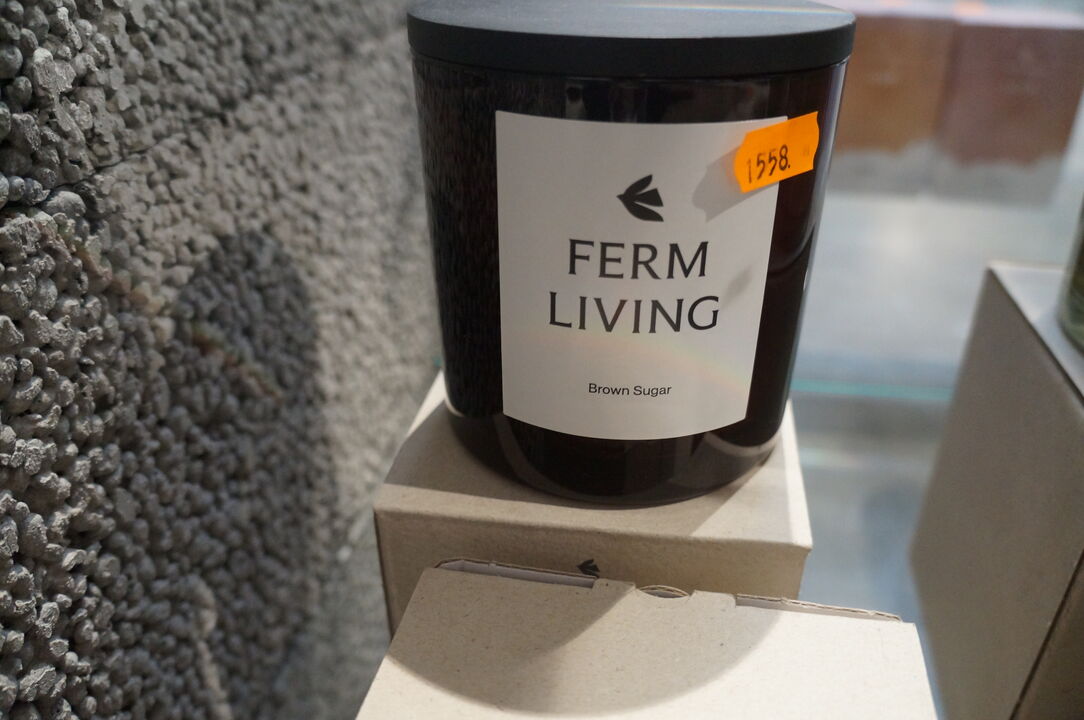 1558.
FERM
LIVING
Brown Sugar